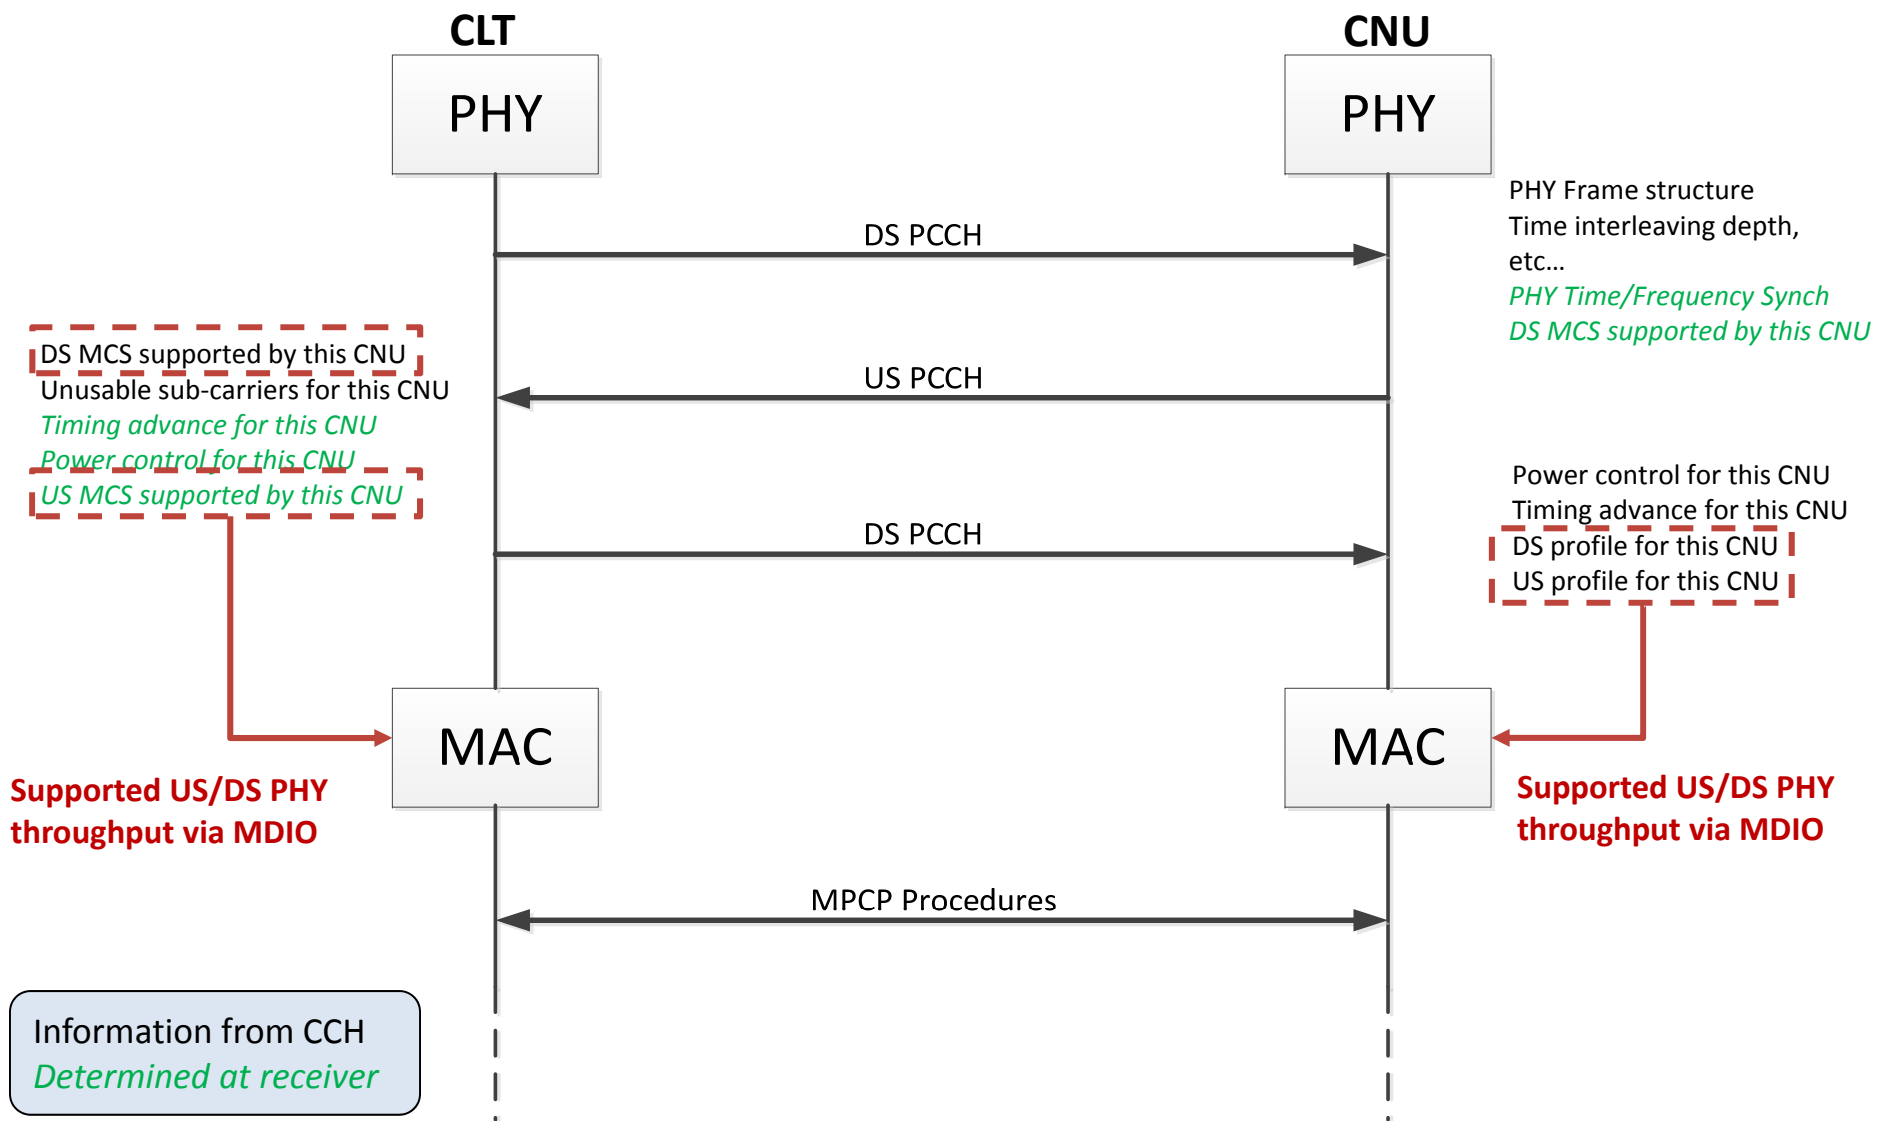 CLT
CNU
PHY
PHY
PHY Frame structure
Time interleaving depth,
etc...
PHY Time/Frequency Synch
DS MCS supported by this CNU
DS PCCH
DS MCS supported by this CNU
Unusable sub-carriers for this CNU
Timing advance for this CNU
Power control for this CNU
US MCS supported by this CNU
US PCCH
Power control for this CNU
Timing advance for this CNU
DS profile for this CNU
US profile for this CNU
DS PCCH
MAC
MAC
Supported US/DS PHY
throughput via MDIO
Supported US/DS PHY
throughput via MDIO
MPCP Procedures
Information from CCH
Determined at receiver